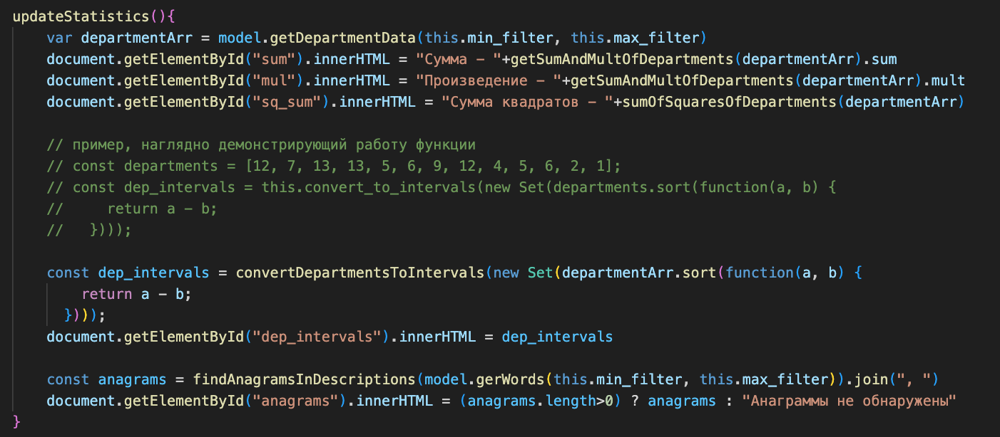 updateStatistics(){
var departmentArr = model.getDepartmentData(this.min_filter, this.max_filter)
document.getElementById("sum").innerHTML = "Сумма – "+getSumAndMultOfDepartments(departmentArr).sum
document.getElementById("mul").innerHTML = "Произведение – "+getSumAndMultOfDepartments(departmentArr).mult
document.getElementById("sq_sum").innerHTML = "Сумма квадратов – "+sumOfSquaresOfDepartments(departmentArr)
// пример, наглядно демонстрирующий работу функции
// const departments = [12, 7, 13, 13, 5, 6, 9, 12, 4, 5, 6, 2, 1];
// const dep_intervals = this.convert_to_intervals(new Set(departments.sort(function(a, b) {
//     return a - b;
//   })));
const dep_intervals = convertDepartmentsToIntervals(new Set(departmentArr.sort(function(a, b) {
return a - b;
})));
document.getElementById("dep_intervals").innerHTML = dep_intervals
const anagrams = findAnagramsInDescriptions(model.gerWords(this.min_filter, this.max_filter)).join(", ")
document.getElementById("anagrams").innerHTML = (anagrams.length>0) ? anagrams : "Анаграммы не обнаружены"
}